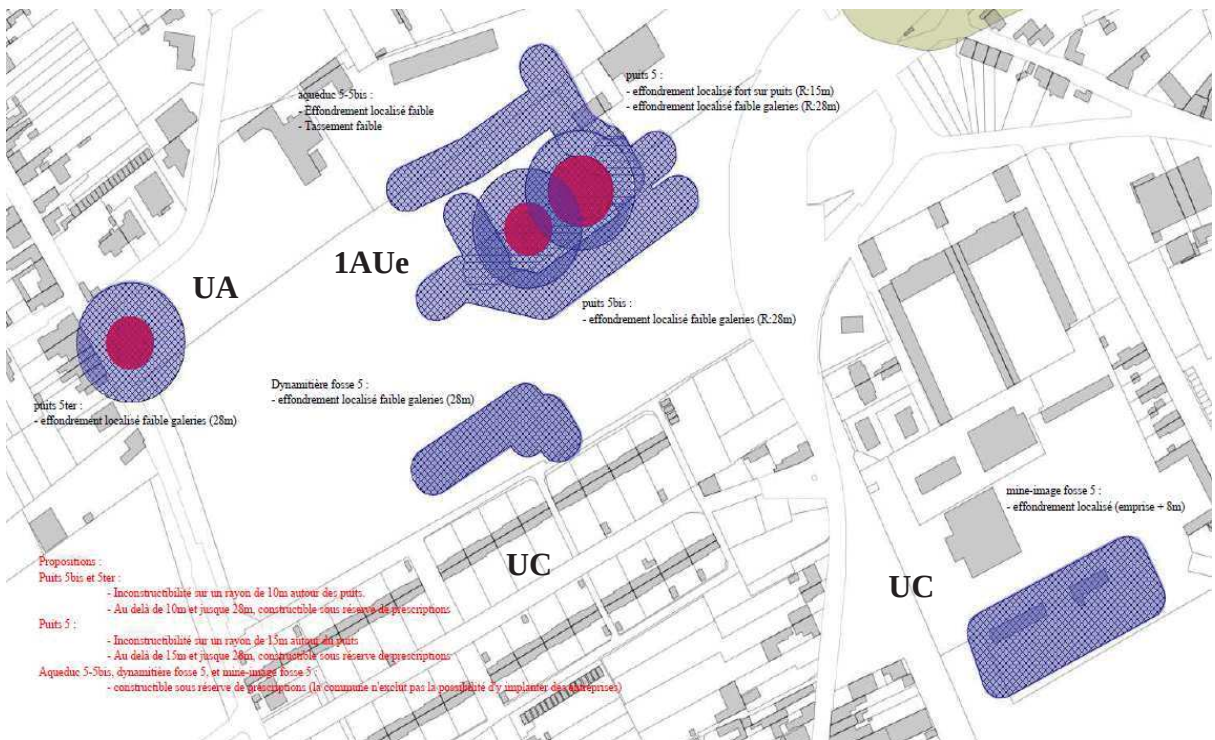 aqueduc 5-5bis :
- Effondrement localisé faible
- Tassement faible
puits 5 :
- effondrement localisé fort sur puits (R:15m)
- effondrement localisé faible galeries (R:28m)
1AUe
UA
puits 5bis :
- effondrement localisé faible galeries (R:28m)
Dynamitière fosse 5 :
- effondrement localisé faible galeries (28m)
puits 5ter :
- effondrement localisé faible galeries (28m)
mine-image fosse 5 :
- effondrement localisé (emprise + 8m)
UC
UC
Propositions :
Puits 5bis et 5ter :
- Inconstructibilité sur un rayon de 10m autour des puits.
- Au delà de 10m et jusque 28m, constructible sous réserve de prescriptions
Puits 5 :
- Inconstructibilité sur un rayon de 15m autour du puits
- Au delà de 15m et jusque 28m, constructible sous réserve de prescriptions
Aqueduc 5-5bis, dynamitière fosse 5, et mine-image fosse 5 :
- constructible sous réserve de prescriptions (la commune n'exclut pas la possibilité d'y implanter des entreprises)